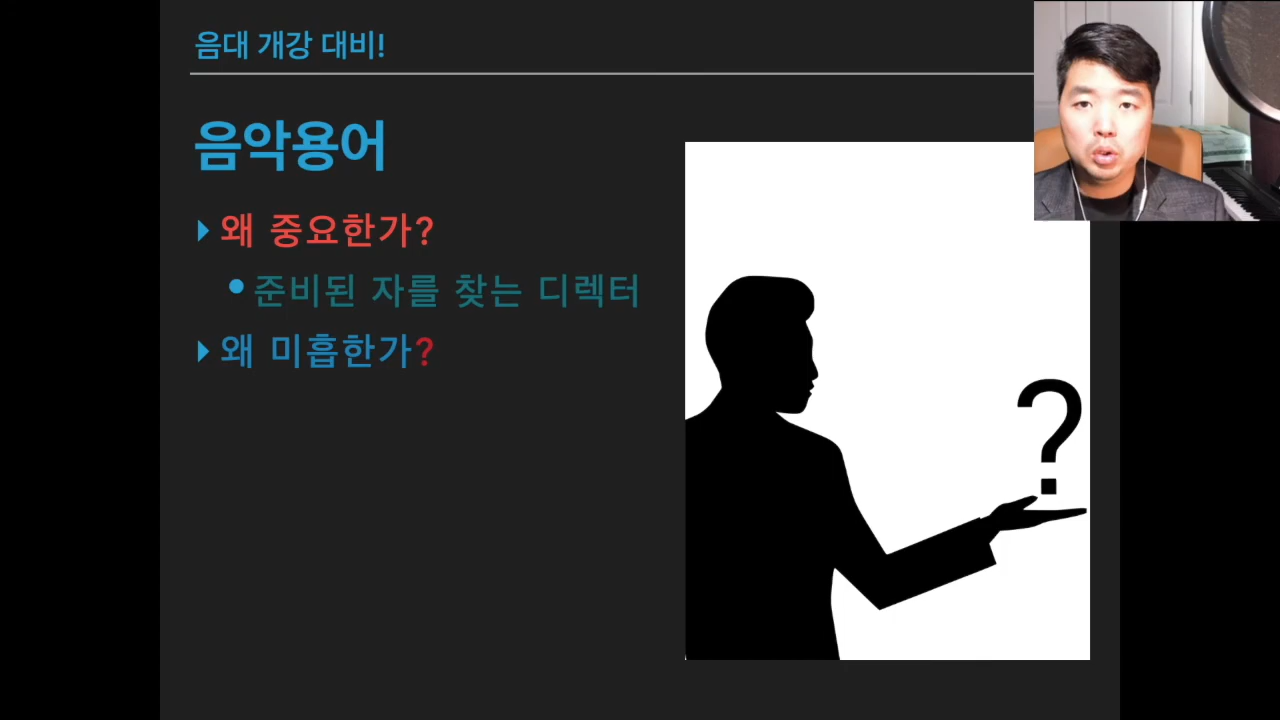 음대 개강 대비!
음악용어
왜 중요한가?
준비된 자를 찾는 디렉터
왜 미흡한가?
?